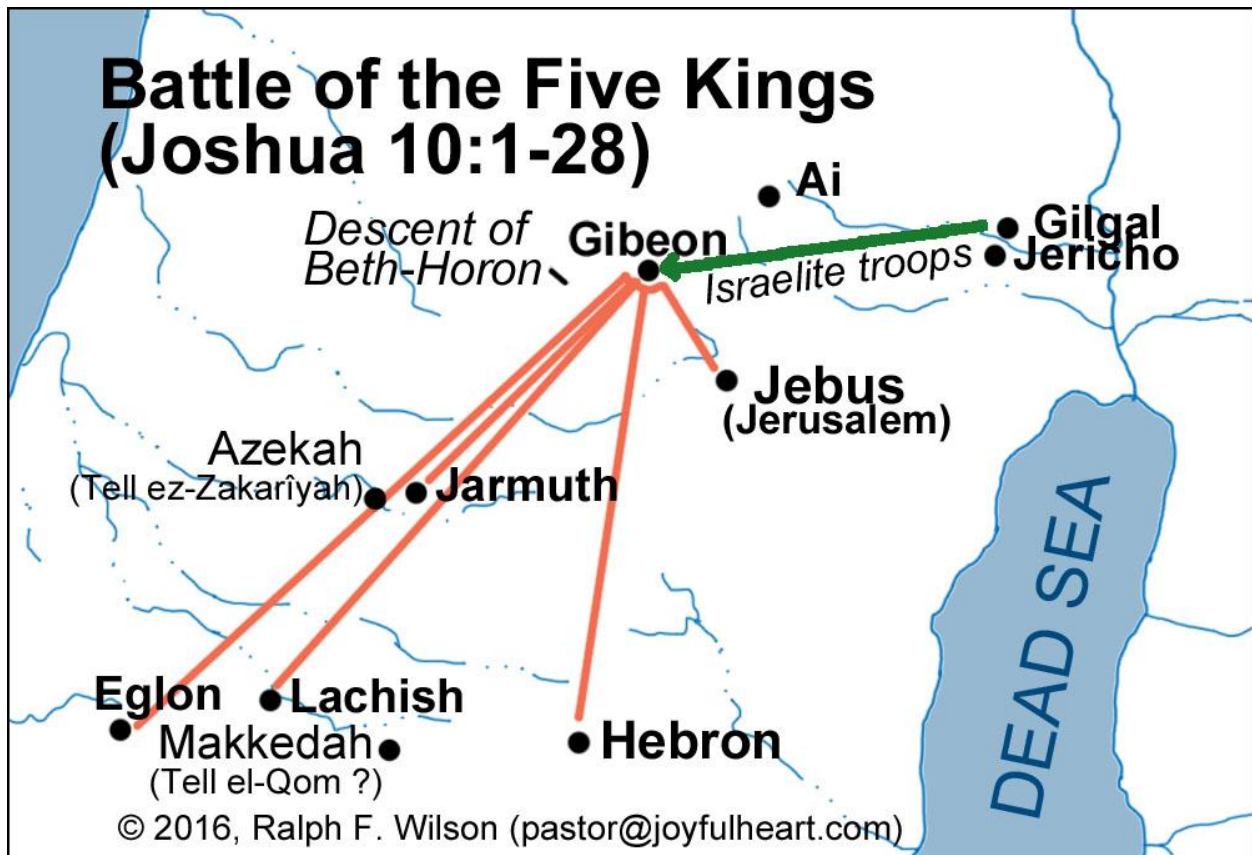 Battle of the Five Kings
(Joshua 10:1-28)
Ai
Descent of
Beth-Horon
Gibeon
Gilgal
Jericho
Israelite troops
Jebus
(Jerusalem)
Azekah
(Tell ez-Zakarîyah)
Jarmuth
DEAD SEA
Eglon
Lachish
Makkedah
(Tell el-Qom ?)
Hebron
© 2016, Ralph F. Wilson (pastor@joyfulheart.com)